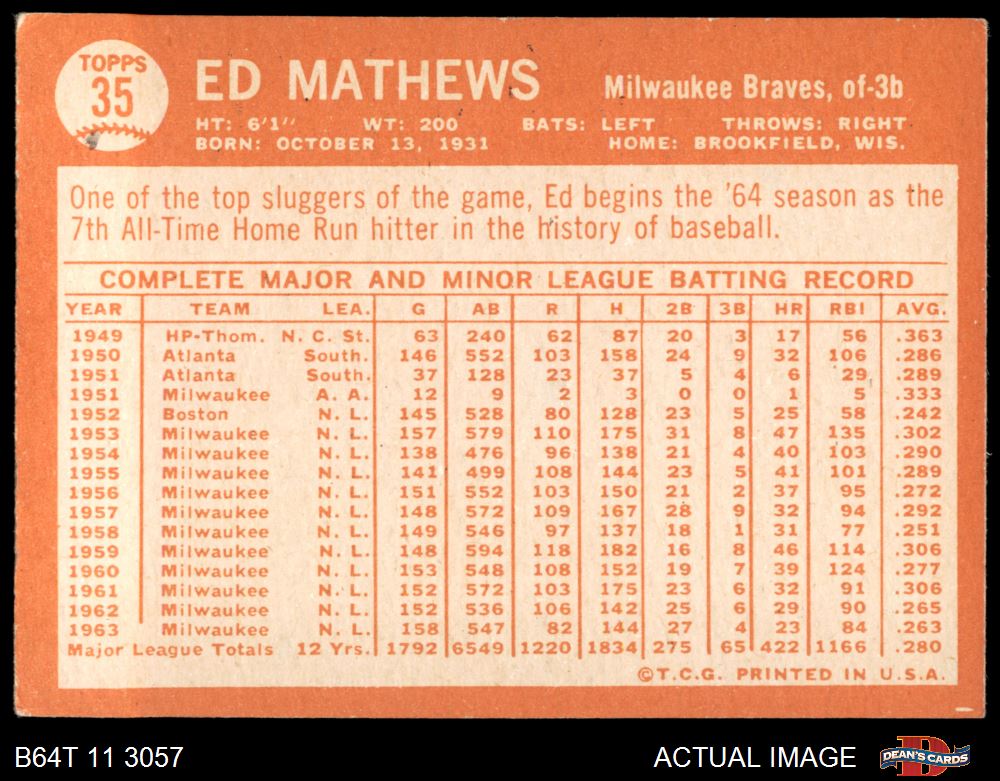 TOPPS
35
ED MATHEWS
Milwaukee Braves, of-3b
HT: 6'1" WT: 200 BATS: LEFT THROWS: RIGHT
BORN: OCTOBER 13, 1931 HOME: BROOKFIELD, WIS.
One of the top sluggers of the game, Ed begins the '64 season as the
7th All-Time Home Run hitter in the history of baseball.
COMPLETE MAJOR AND MINOR LEAGUE BATTING RECORD
YEAR TEAM LEA. G AB R H 2B 3B HR RBI AVG.
1949 HP-Thom. N. C. St. 63 240 62 87 20 3 17 56 .363
1950 Atlanta South. 146 552 103 158 24 9 32 106 .286
1951 Atlanta South. 37 128 23 37 5 4 6 29 .289
1951 Milwaukee A. A. 12 9 2 3 0 0 1 5 .333
1952 Boston N. L. 145 528 80 128 23 5 25 58 .242
1953 Milwaukee N. L. 157 579 110 175 31 8 47 135 .302
1954 Milwaukee N. L. 138 476 96 138 21 4 40 103 .290
1955 Milwaukee N. L. 141 499 108 144 23 5 41 101 .289
1956 Milwaukee N. L. 151 552 103 150 21 2 37 95 .272
1957 Milwaukee N. L. 148 572 109 167 28 9 32 94 .292
1958 Milwaukee N. L. 149 546 97 137 18 1 31 77 .251
1959 Milwaukee N. L. 148 594 118 182 16 8 46 114 .306
1960 Milwaukee N. L. 153 548 108 152 19 7 39 124 .277
1961 Milwaukee N. L. 152 572 103 175 23 6 32 91 .306
1962 Milwaukee N. L. 152 536 106 142 25 6 29 90 .265
1963 Milwaukee N. L. 158 547 82 144 27 4 23 84 .263
Major League Totals 12 Yrs. 1792 6549 1220 1834 275 65 422 1166 .280
©T.C.G. PRINTED IN U.S.A.
B64T 11 3057
ACTUAL IMAGE
DEAN'S CARDS